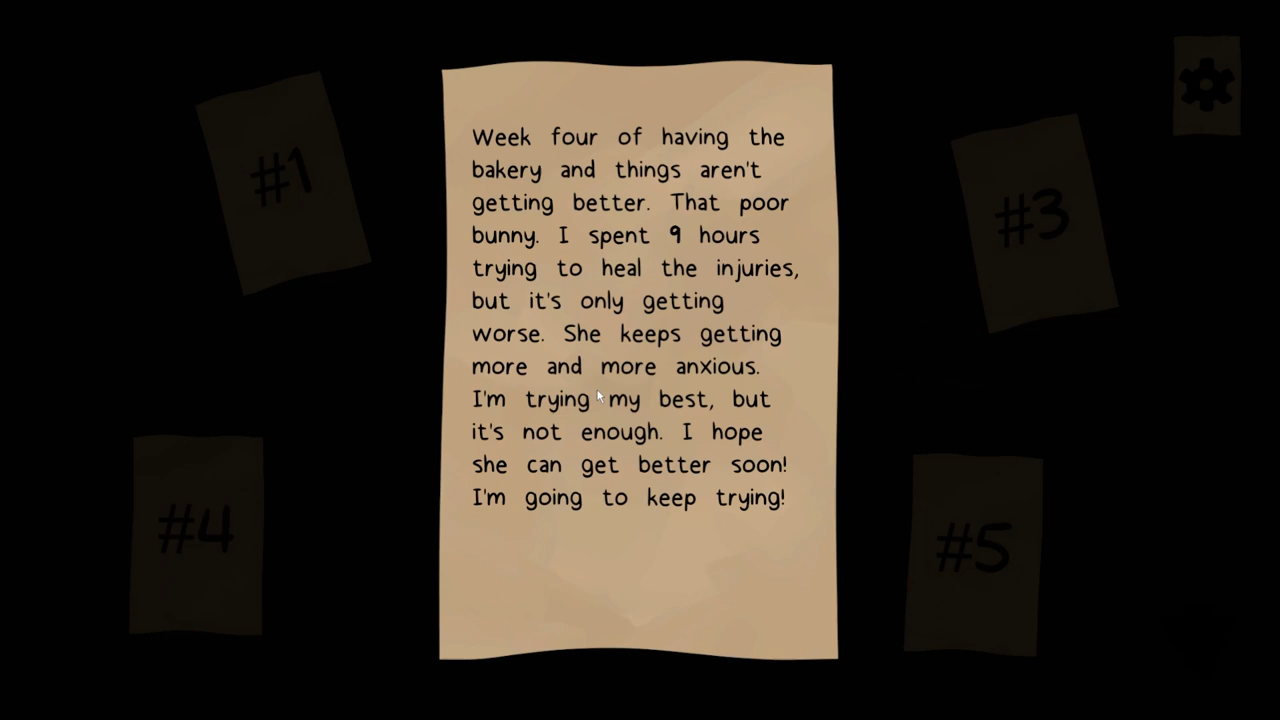 #1
#3
Week four of having the
bakery and things aren't
getting better. That poor
bunny. I spent 9 hours
trying to heal the injuries,
but it's only getting
worse. She keeps getting
more and more anxious.
I'm trying my best, but
it's not enough. I hope
she can get better soon!
I'm going to keep trying!
#4
#5